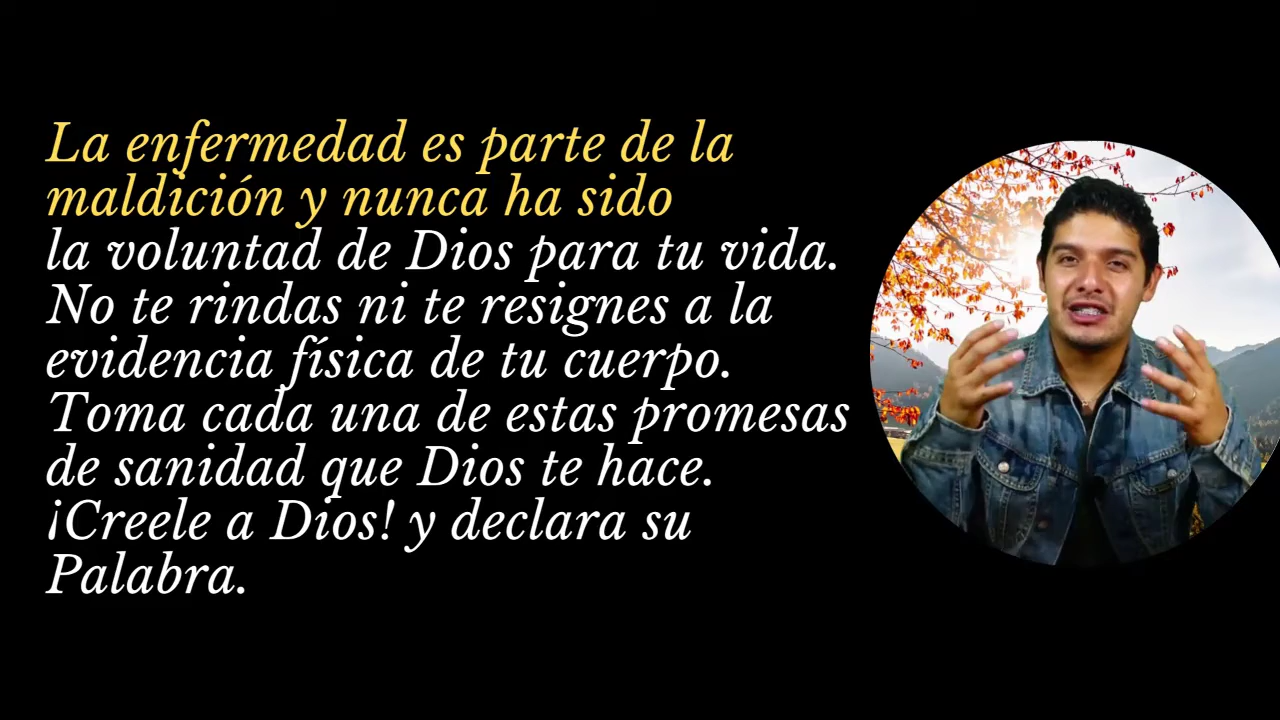 La enfermedad es parte de la
maldición y nunca ha sido
la voluntad de Dios para tu vida.
No te rindas ni te resignes a la
evidencia física de tu cuerpo.
Toma cada una de estas promesas
de sanidad que Dios te hace.
¡Creele a Dios! y declara su
Palabra.